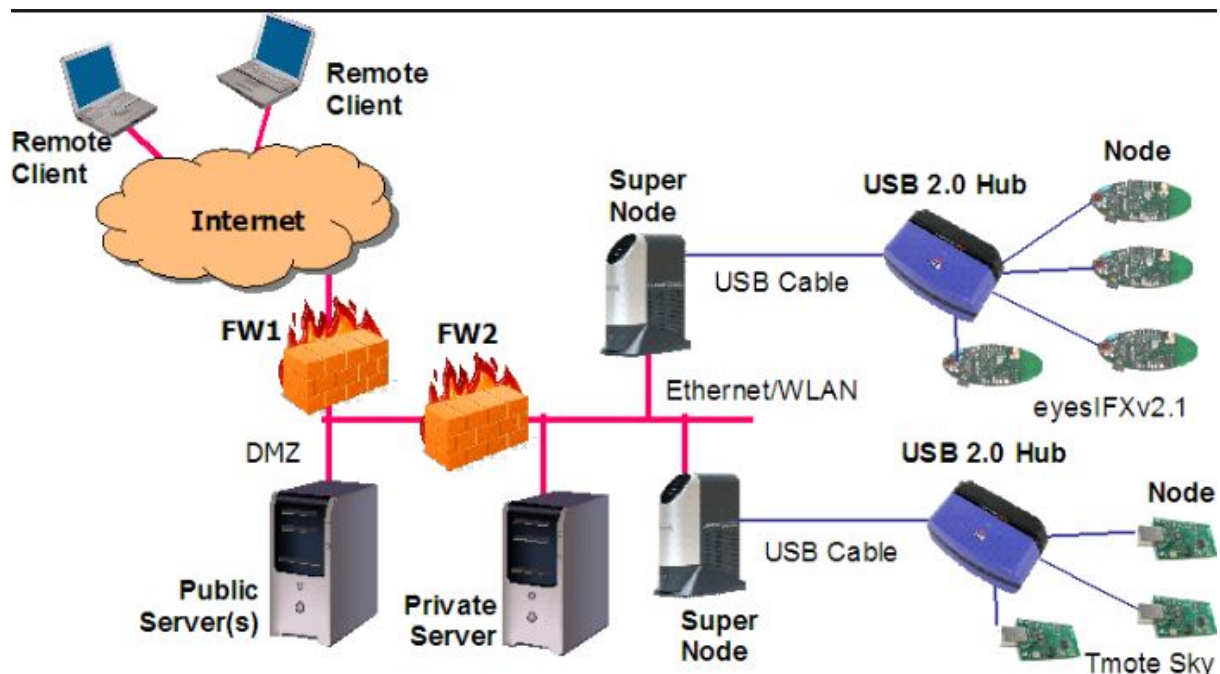 Remote
Client
Remote
Client
Internet
Super
Node
USB 2.0 Hub
Node
USB Cable
FW1
FW2
Ethernet/WLAN
eyesIFXv2.1
DMZ
USB 2.0 Hub
Node
USB Cable
Public
Server(s)
Private
Server
Super
Node
Tmote Sky